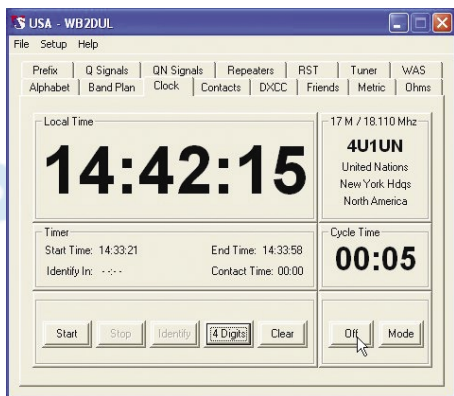 USA - WB2DUL
File Setup Help
Prefix Q Signals QN Signals Repeaters RST Tuner WAS
Alphabet Band Plan Clock Contacts DXCC Friends Metric Ohms
Local Time
14:42:15
17 M / 18.110 Mhz
4U1UN
United Nations
New York Hdqs
North America
Timer
Start Time: 14:33:21 End Time: 14:33:58
Identify In: --:-- Contact Time: 00:00
Cycle Time
00:05
Start Stop Identify 4 Digits Clear Off Mode